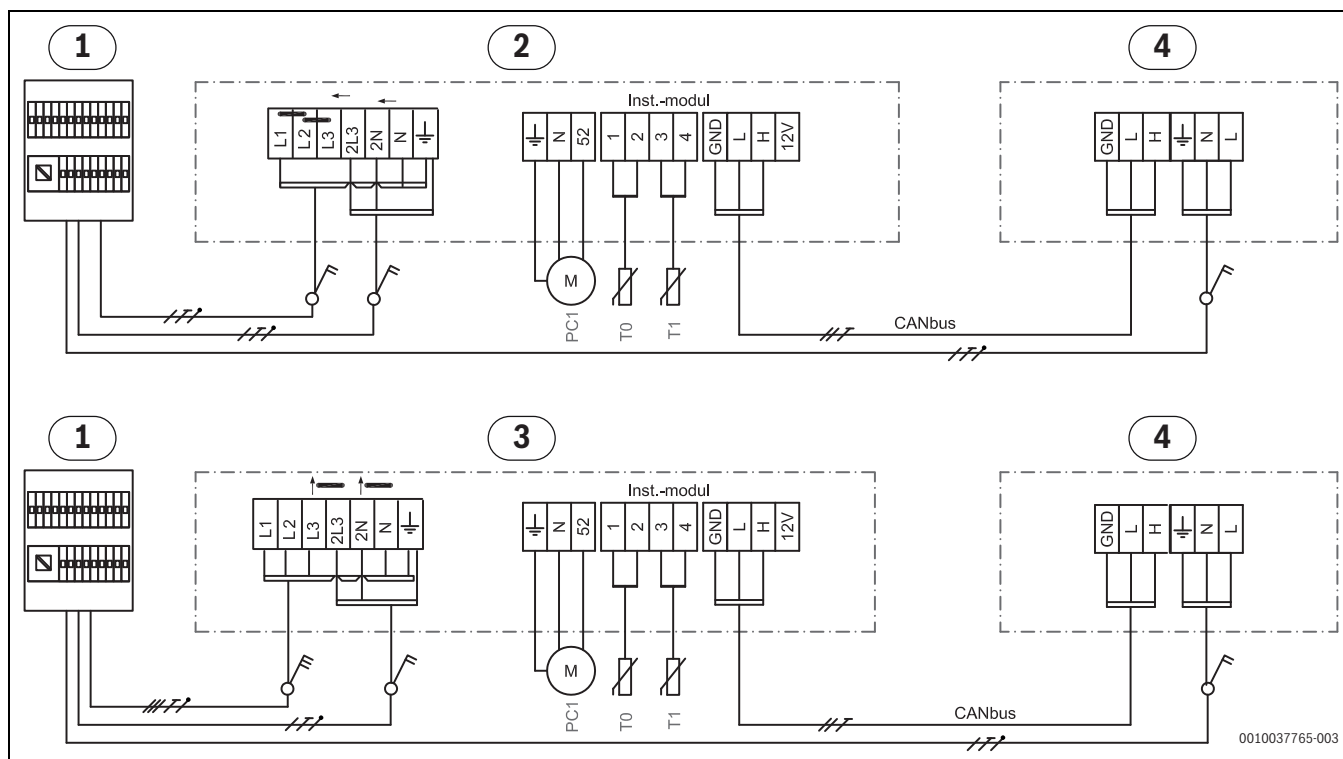 1
2
4
Inst.-modul
L1 L2 L3 2L3 2N N
N 52
1 2 3 4
GND L H 12V
GND L H N L
M
PC1
T0
T1
CANbus
1
3
4
Inst.-modul
L1 L2 L3 2L3 2N N
N 52
1 2 3 4
GND L H 12V
GND L H N L
M
PC1
T0
T1
CANbus
0010037765-003